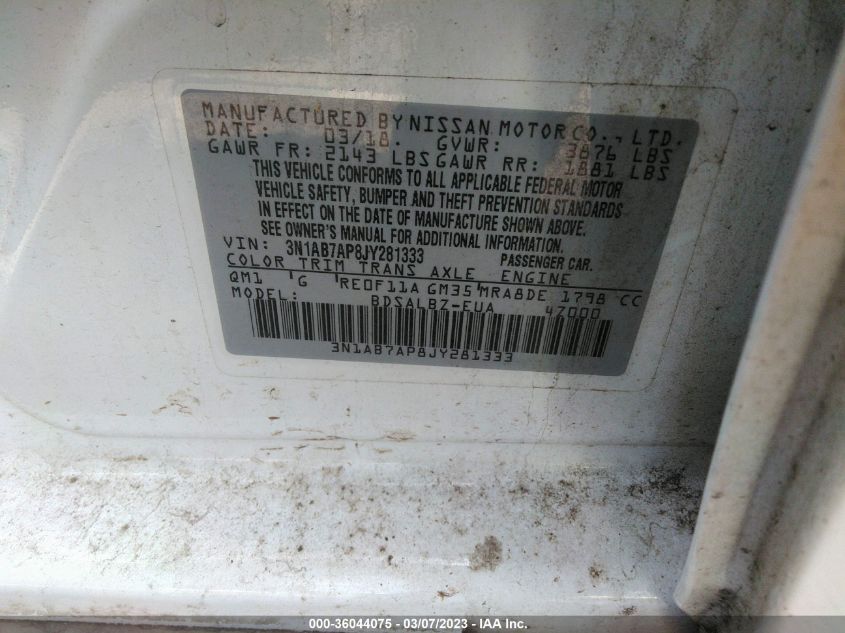 MANUFACTURED BY NISSAN MOTOR CO., LTD.
DATE: 03/18. GVWR: 3876 LBS
GAWR FR: 2143 LBS GAWR RR: 1881 LBS
THIS VEHICLE CONFORMS TO ALL APPLICABLE FEDERAL MOTOR
VEHICLE SAFETY, BUMPER AND THEFT PREVENTION STANDARDS
IN EFFECT ON THE DATE OF MANUFACTURE SHOWN ABOVE.
SEE OWNER'S MANUAL FOR ADDITIONAL INFORMATION.
VIN: 3N1AB7AP8JY281333 PASSENGER CAR.
COLOR TRIM TRANS AXLE ENGINE
QM1 'G 'RE0F11A GM35'MRA8DE 1798 CC
MODEL: BDSALBZ-EUA 47000
3N1AB7AP8JY281333
000-36044075 - 03/07/2023 - © IAA Inc.